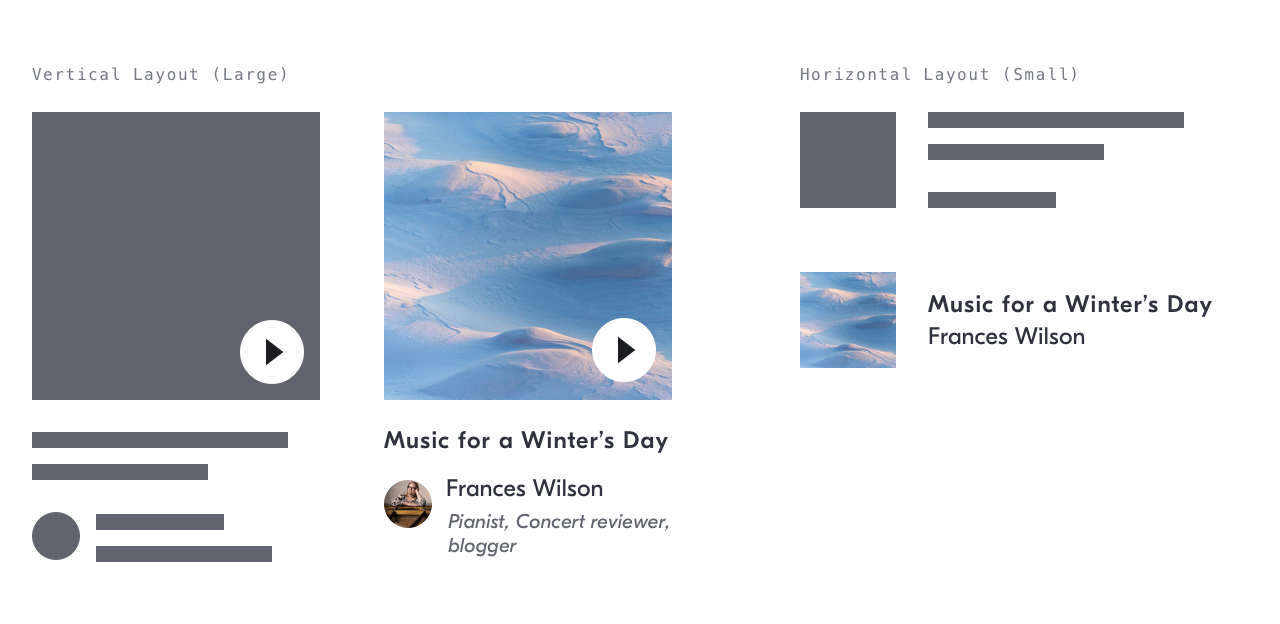 Vertical Layout (Large)
Music for a Winter’s Day
Frances Wilson
Pianist, Concert reviewer,
blogger
Horizontal Layout (Small)
Music for a Winter’s Day
Frances Wilson